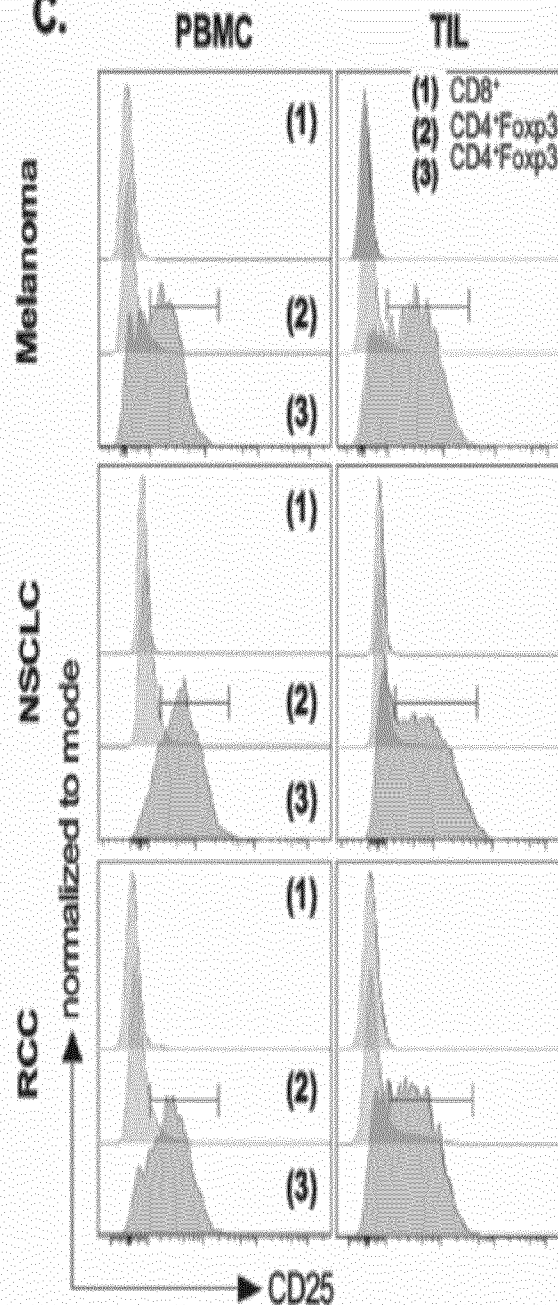 C.
PBMC
TIL
Melanoma
(1)
(2)
(3)
(1) CD8⁺
(2) CD4⁺Foxp3
(3) CD4⁺Foxp3
NSCLC
(1)
(2)
(3)
RCC
(1)
(2)
(3)
normalized to mode
CD25